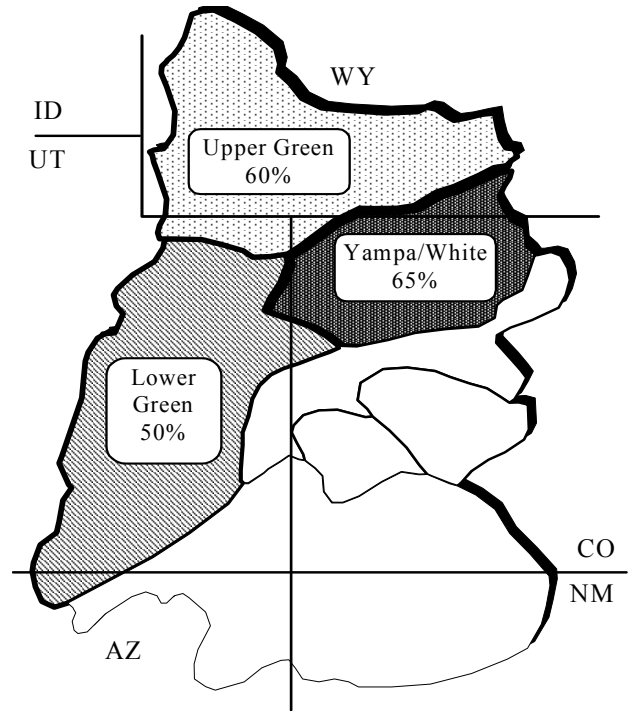 WY
ID
UT
Upper Green
60%
Yampa/White
65%
Lower
Green
50%
CO
NM
AZ